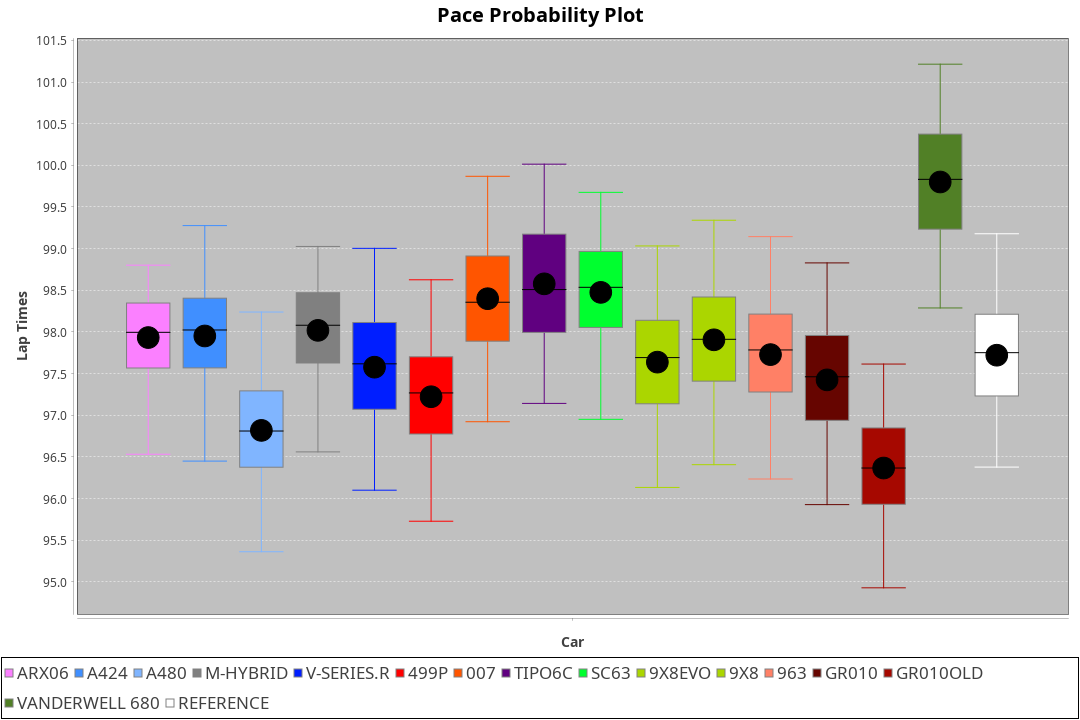 Pace Probability Plot
101.5
101.0
100.5
100.0
99.5
99.0
98.5
98.0
97.5
97.0
96.5
96.0
95.5
95.0
Lap Times
Car
ARX06 A424 A480 M-HYBRID V-SERIES.R 499P 007 TIPO6C SC63 9X8EVO 9X8 963 GR010 GR010OLD
VANDERWELL 680 REFERENCE